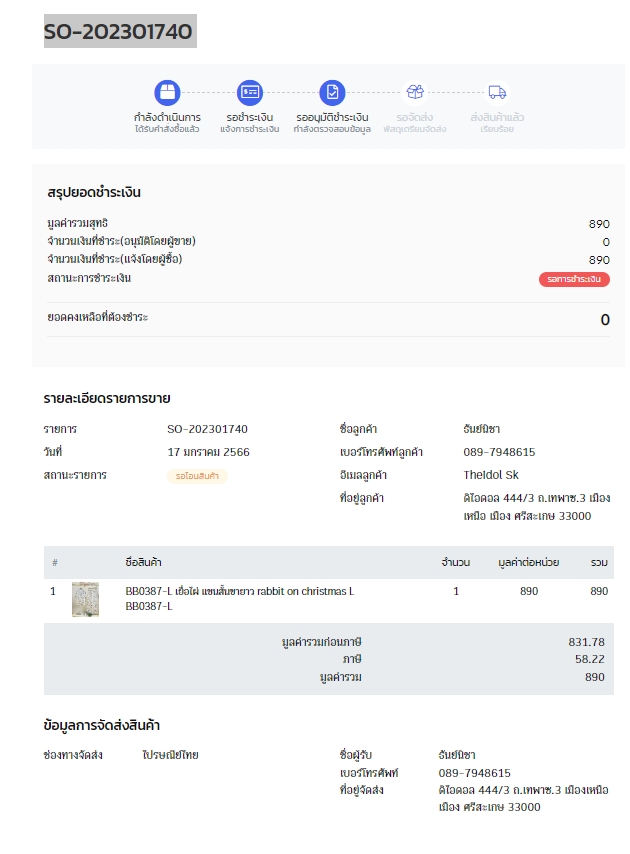 SO-202301740
กำลังดำเนินการ
ได้รับคำสั่งซื้อแล้ว
รอชำระเงิน
แจ้งการชำระเงิน
รออนุมัติชำระเงิน
กำลังตรวจสอบข้อมูล
รอจัดส่ง
พัสดุเตรียมจัดส่ง
ส่งสินค้าแล้ว
เรียบร้อย
สรุปยอดชำระเงิน
มูลค่ารวมสุทธิ 890
จำนวนเงินที่ชำระ(อนุมัติโดยผู้ขาย) 0
จำนวนเงินที่ชำระ(แจ้งโดยผู้ซื้อ) 890
สถานะการชำระเงิน รอการชำระเงิน
ยอดคงเหลือที่ต้องชำระ 0
รายละเอียดรายการขาย
รายการ SO-202301740
วันที่ 17 มกราคม 2566
สถานะรายการ รอโอนสินค้า
ชื่อลูกค้า ธันย์นิชา
เบอร์โทรศัพท์ลูกค้า 089-7948615
อีเมลลูกค้า TheIdol Sk
ที่อยู่ลูกค้า ดิไอดอล 444/3 ถ.เทพาซ.3 เมือง
เหนือ เมือง ศรีสะเกษ 33000
# ชื่อสินค้า จำนวน มูลค่าต่อหน่วย รวม
1 BB0387-L เยื่อไผ่ แขนสั้นขายาว rabbit on christmas L 1 890 890
BB0387-L
มูลค่ารวมก่อนภาษี 831.78
ภาษี 58.22
มูลค่ารวม 890
ข้อมูลการจัดส่งสินค้า
ช่องทางจัดส่ง ไปรษณีย์ไทย
ชื่อผู้รับ ธันย์นิชา
เบอร์โทรศัพท์ 089-7948615
ที่อยู่จัดส่ง ดิไอดอล 444/3 ถ.เทพาซ.3 เมืองเหนือ
เมือง ศรีสะเกษ 33000